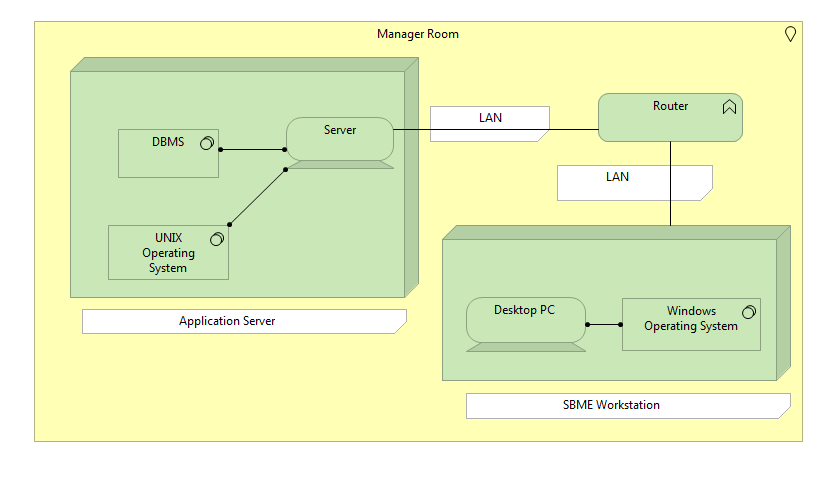 Manager Room
DBMS
Server
LAN
Router
LAN
UNIX
Operating
System
Desktop PC
Windows
Operating System
Application Server
SBME Workstation